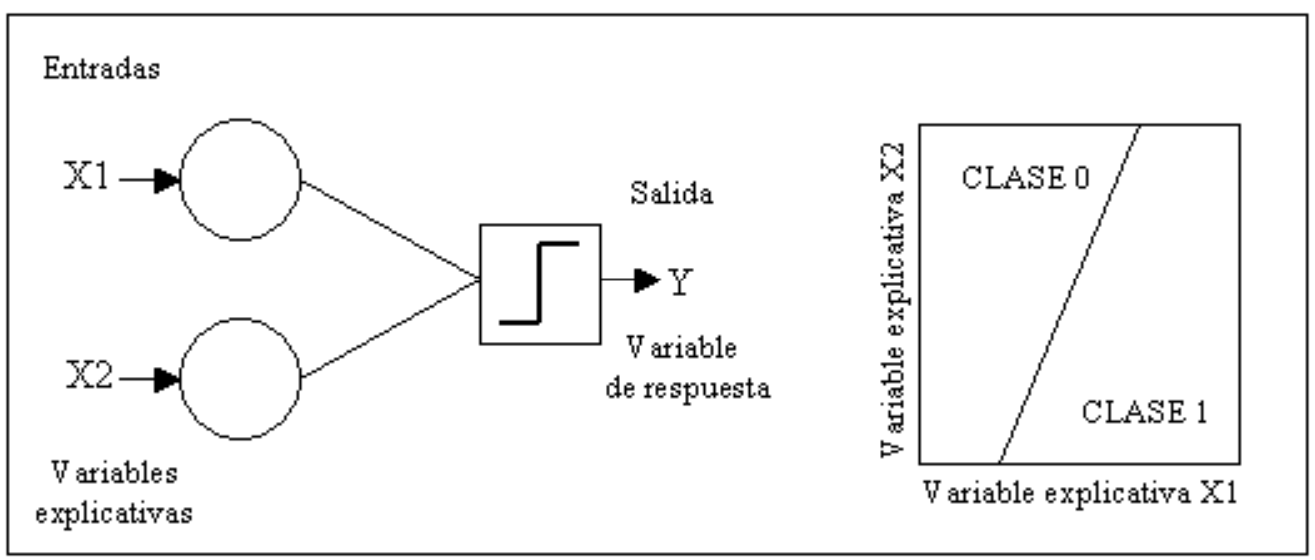 Entradas
X1
X2
Variables
explicativas
Salida
Y
Variable
de respuesta
Variable explicativa X2
CLASE 0
CLASE 1
Variable explicativa X1